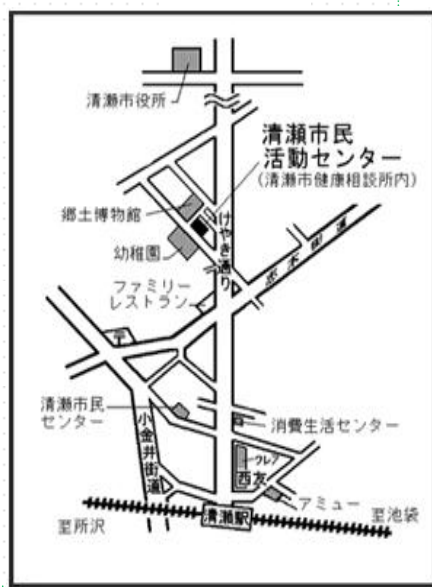 清瀬市役所
清瀬市民
活動センター
(清瀬市健康相談所内)
郷土博物館
けやき通り
幼稚園
志木街道
ファミリー
レストラン
〒
清瀬市民
センター
小金井街道
消費生活センター
クレア
西友
アミュー
清瀬駅
至所沢
至池袋